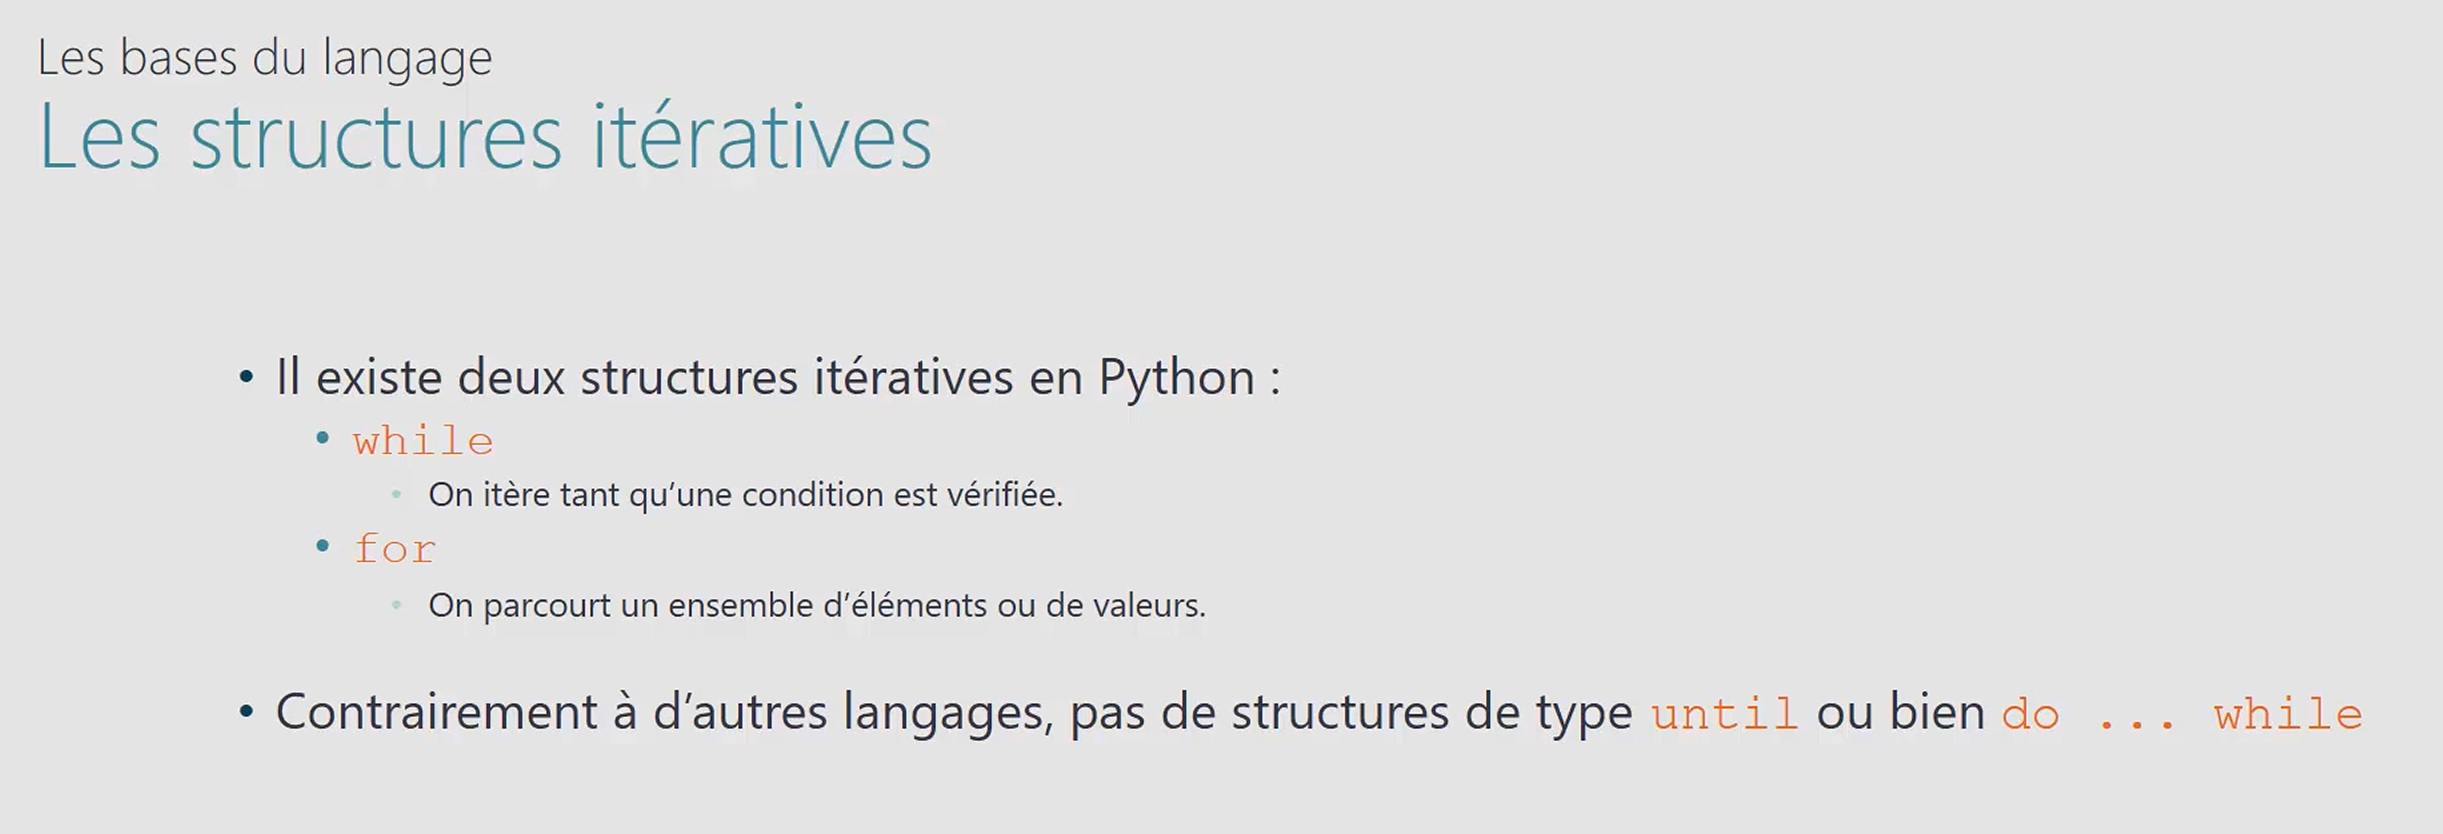 Les bases du langage
Les structures itératives
• Il existe deux structures itératives en Python :
• while
• On itère tant qu’une condition est vérifiée.
• for
• On parcourt un ensemble d’éléments ou de valeurs.
• Contrairement à d’autres langages, pas de structures de type until ou bien do ... while